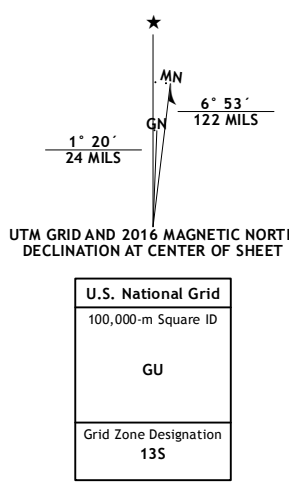 ★
MN
GN
6° 53´
122 MILS
1° 20´
24 MILS
UTM GRID AND 2016 MAGNETIC NORTH
DECLINATION AT CENTER OF SHEET
U.S. National Grid
100,000-m Square ID
GU
Grid Zone Designation
13S